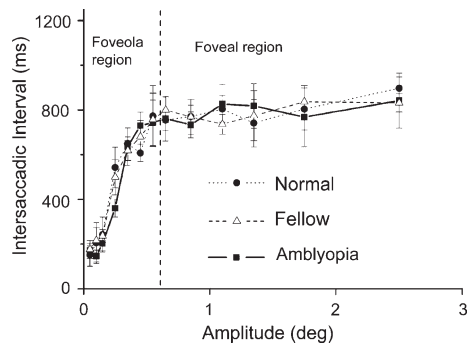 1200
800
400
0
Intersaccadic Interval (ms)
Foveola
region
Foveal region
Normal
Fellow
Amblyopia
0
1
2
3
Amplitude (deg)